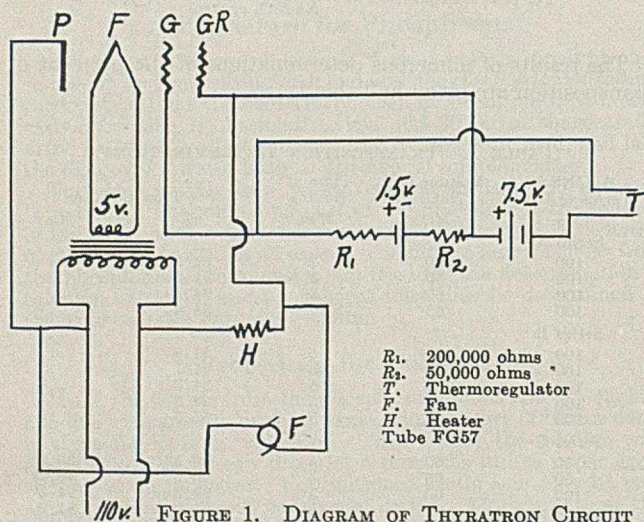 P F G GR
5v.
1.5v. 7.5v.
+ - + -
T
R1 R2
H
F
R1. 200,000 ohms
R2. 50,000 ohms
T. Thermoregulator
F. Fan
H. Heater
Tube FG57
110v.
FIGURE 1. DIAGRAM OF THYRATRON CIRCUIT